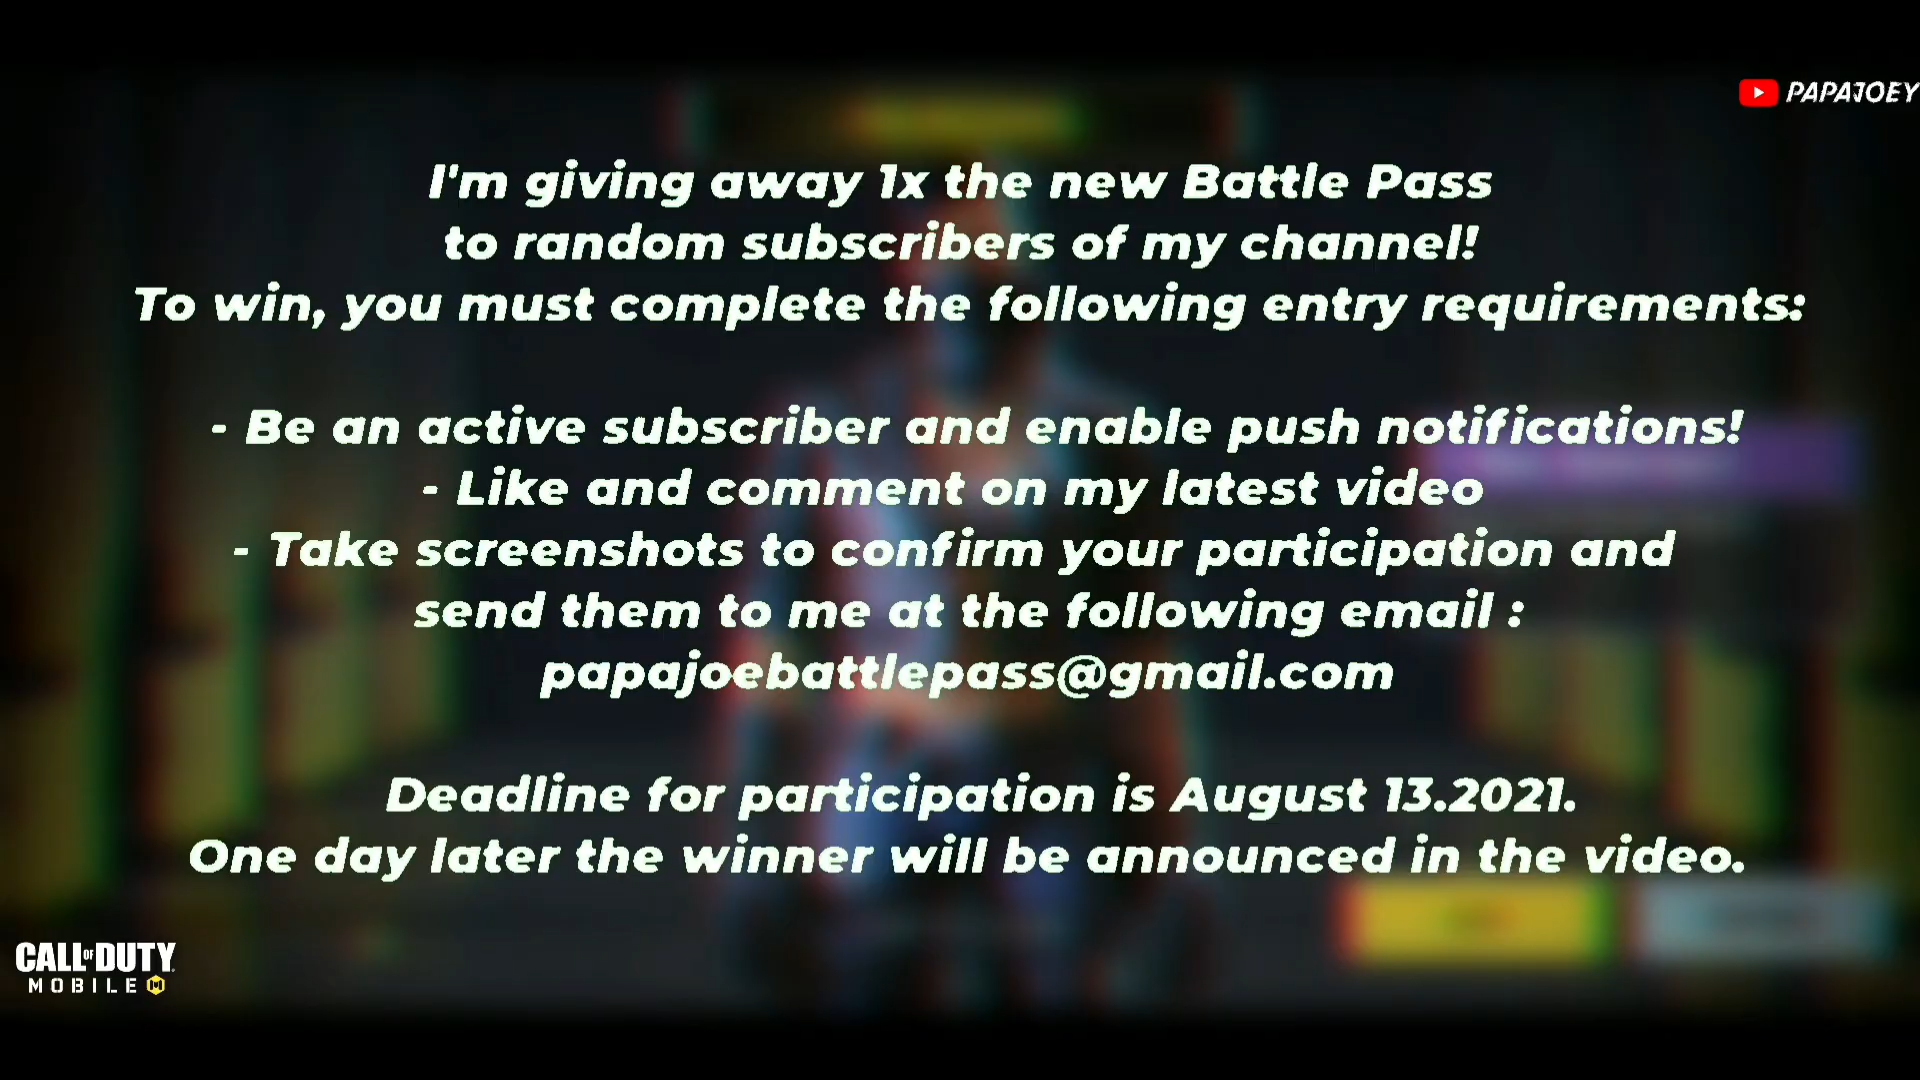 PAPAJOEY
I'm giving away 1x the new Battle Pass
to random subscribers of my channel!
To win, you must complete the following entry requirements:
- Be an active subscriber and enable push notifications!
- Like and comment on my latest video
- Take screenshots to confirm your participation and
send them to me at the following email :
papajoebattlepass@gmail.com
Deadline for participation is August 13.2021.
One day later the winner will be announced in the video.
CALL OF DUTY
MOBILE